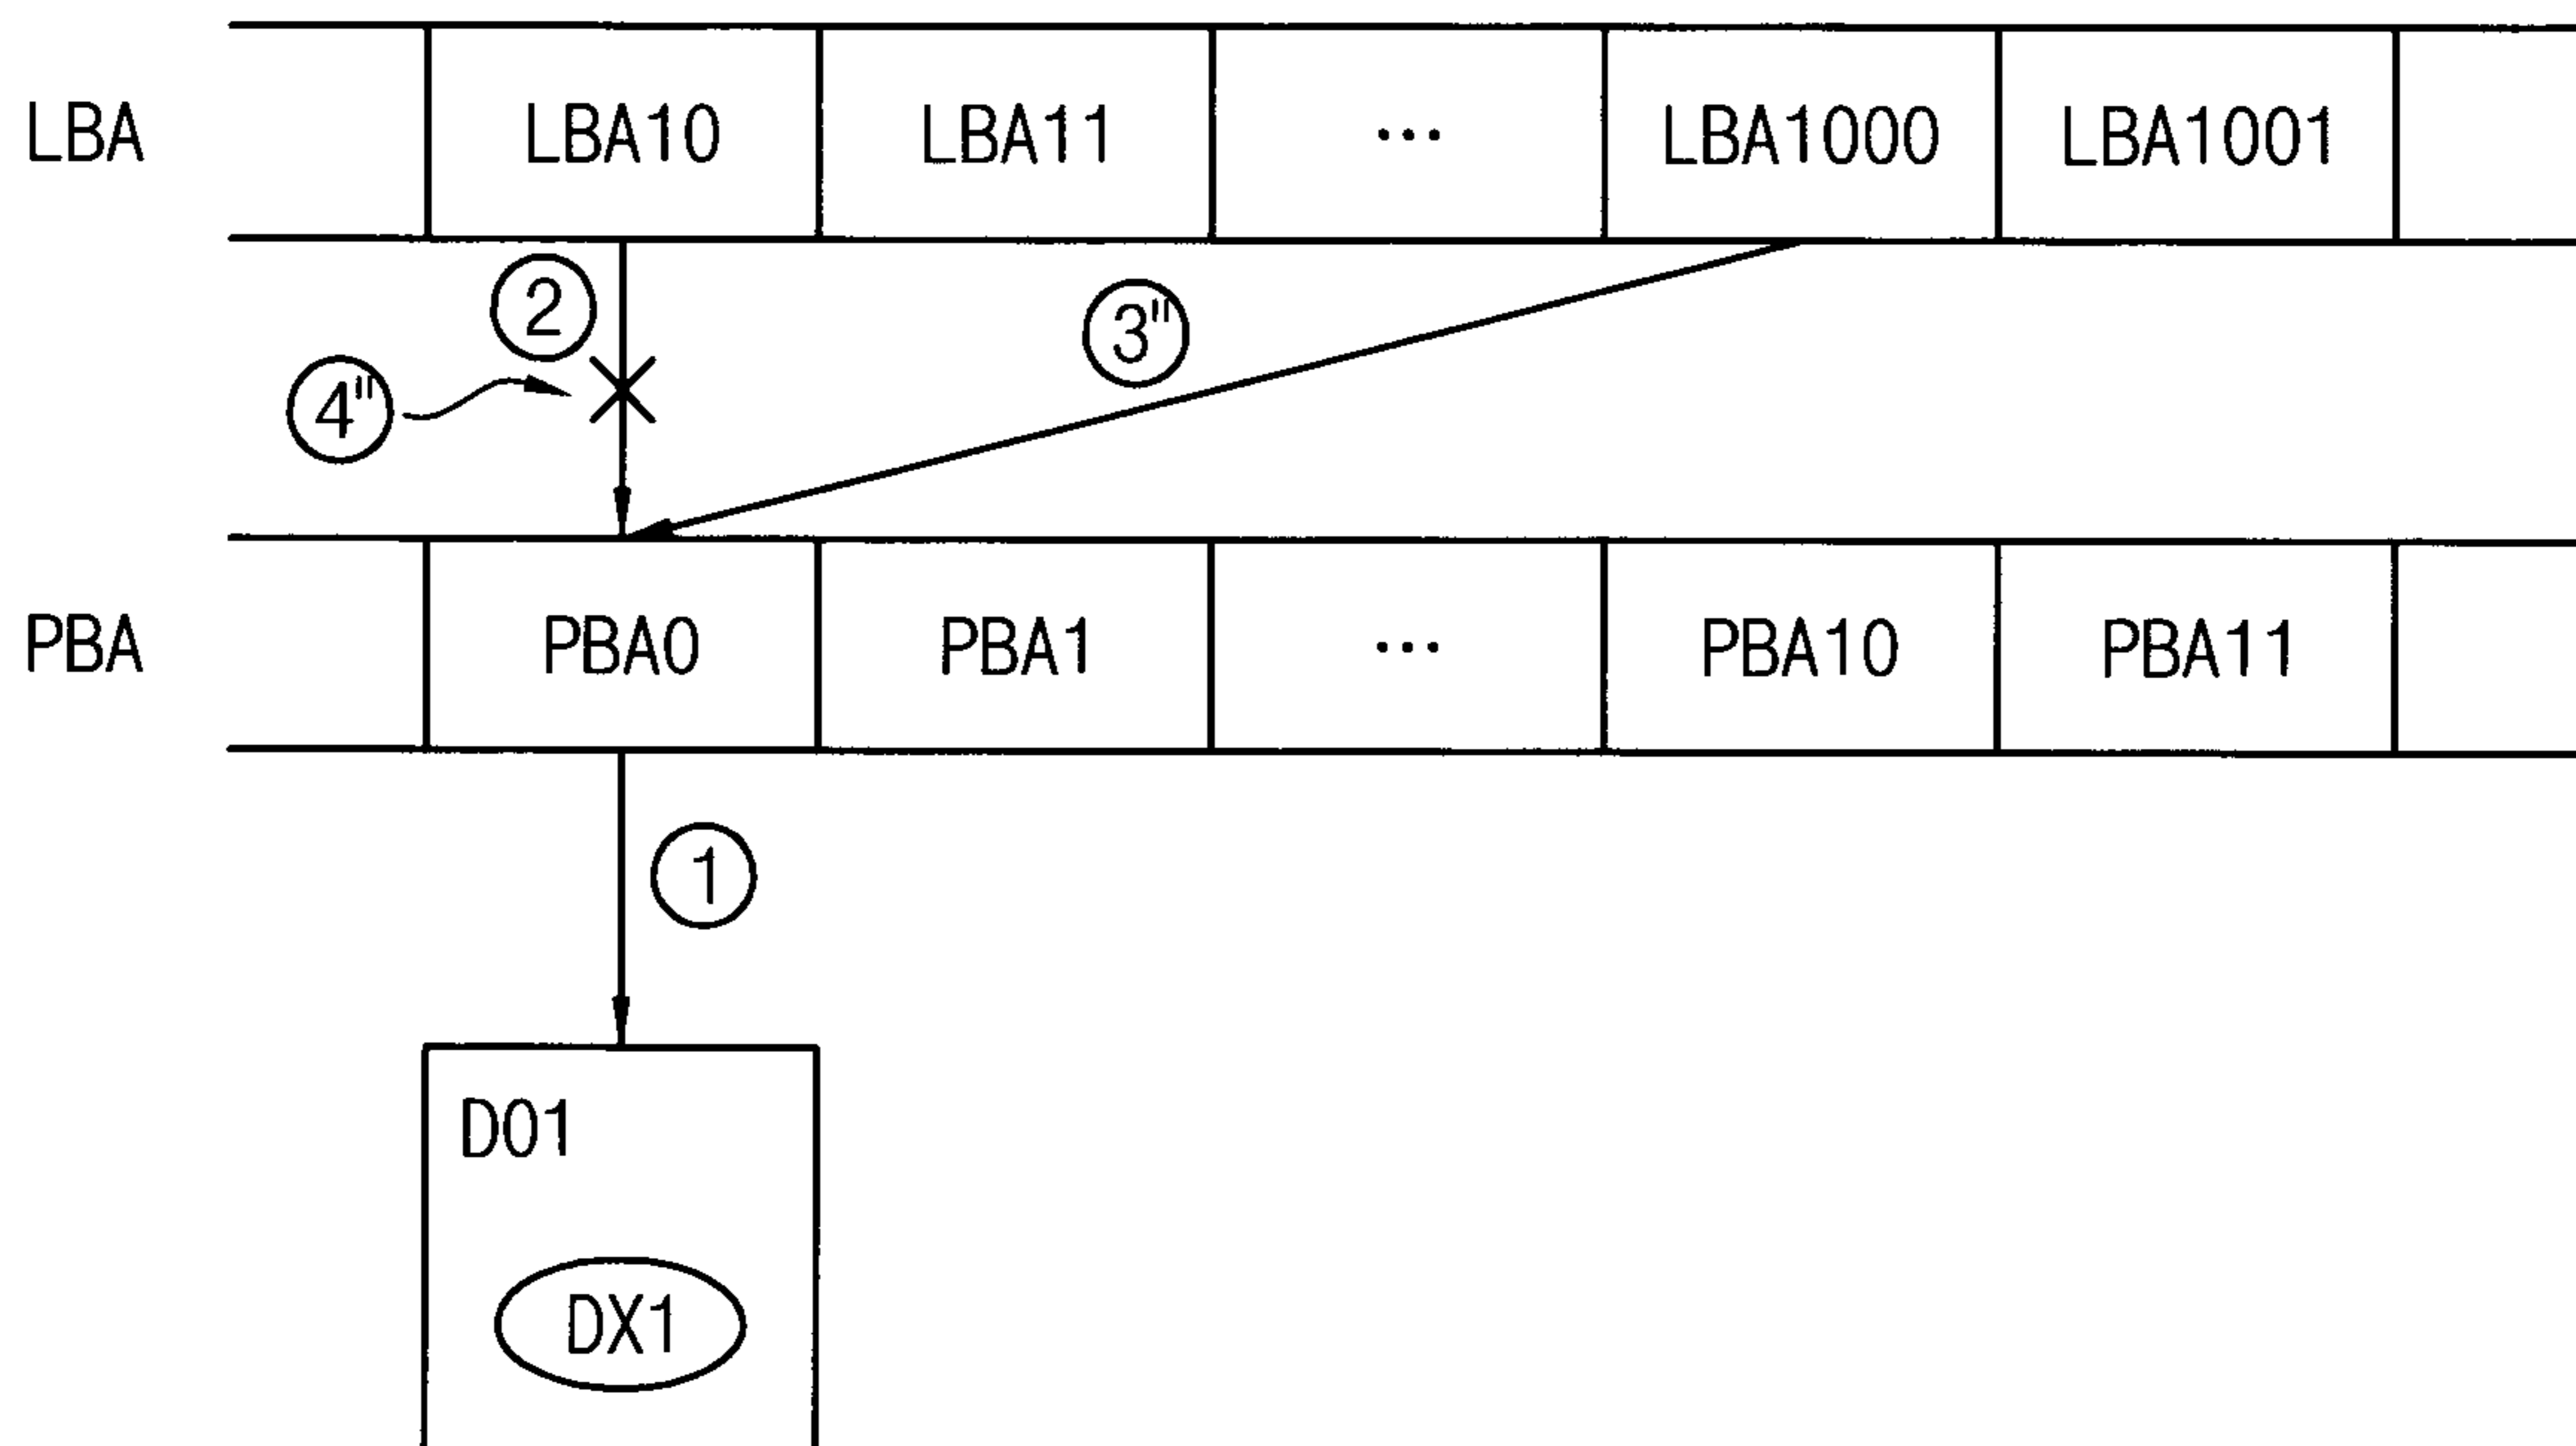 LBA LBA10 LBA11 ... LBA1000 LBA1001
2
3"
4"
PBA PBA0 PBA1 ... PBA10 PBA11
1
D01
DX1